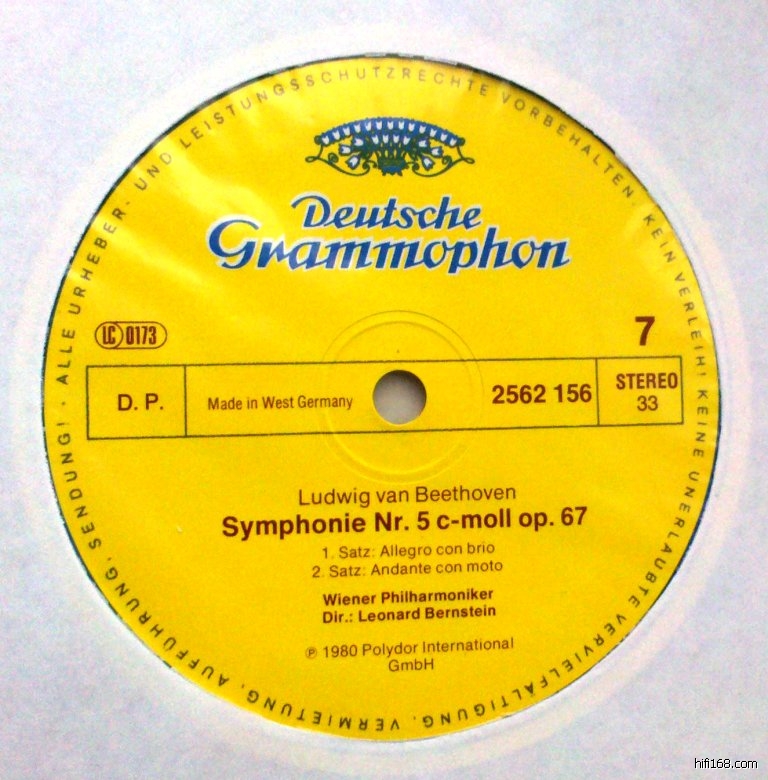 ALLE URHEBER- UND LEISTUNGSSCHUTZRECHTE VORBEHALTEN. KEIN VERLEIH! KEINE UNERLAUBTE VERVIELFÄLTIGUNG, VERMIETUNG, AUFFÜHRUNG, SENDUNG! ·
Deutsche
Grammophon
LC 0173
7
D. P.
Made in West Germany
2562 156
STEREO
33
Ludwig van Beethoven
Symphonie Nr. 5 c-moll op. 67
1. Satz: Allegro con brio
2. Satz: Andante con moto
Wiener Philharmoniker
Dir.: Leonard Bernstein
℗ 1980 Polydor International
GmbH
hifi168.com